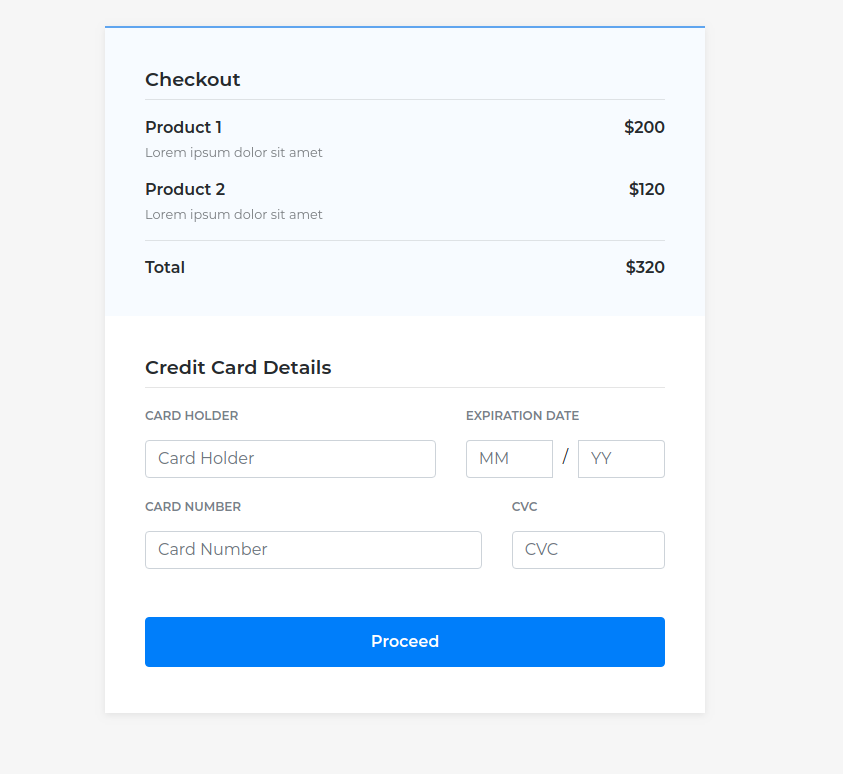 Checkout
Product 1 $200
Lorem ipsum dolor sit amet
Product 2 $120
Lorem ipsum dolor sit amet
Total $320
Credit Card Details
CARD HOLDER EXPIRATION DATE
Card Holder MM / YY
CARD NUMBER CVC
Card Number CVC
Proceed